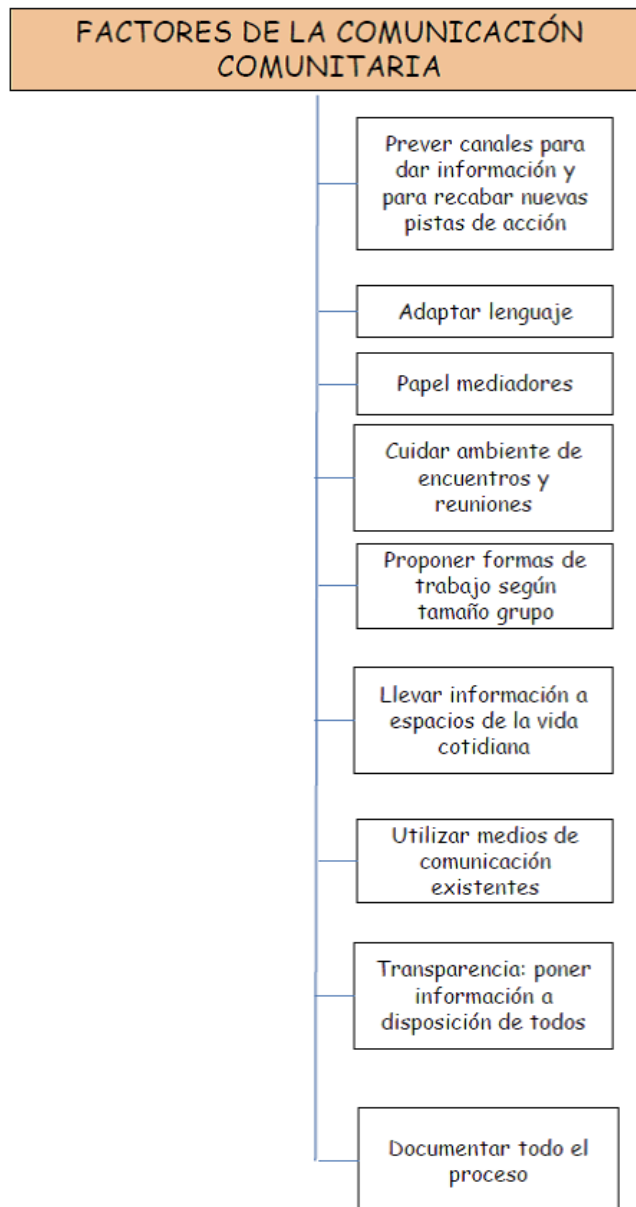 FACTORES DE LA COMUNICACIÓN
COMUNITARIA
Prever canales para
dar información y
para recabar nuevas
pistas de acción
Adaptar lenguaje
Papel mediadores
Cuidar ambiente de
encuentros y
reuniones
Proponer formas de
trabajo según
tamaño grupo
Llevar información a
espacios de la vida
cotidiana
Utilizar medios de
comunicación
existentes
Transparencia: poner
información a
disposición de todos
Documentar todo el
proceso